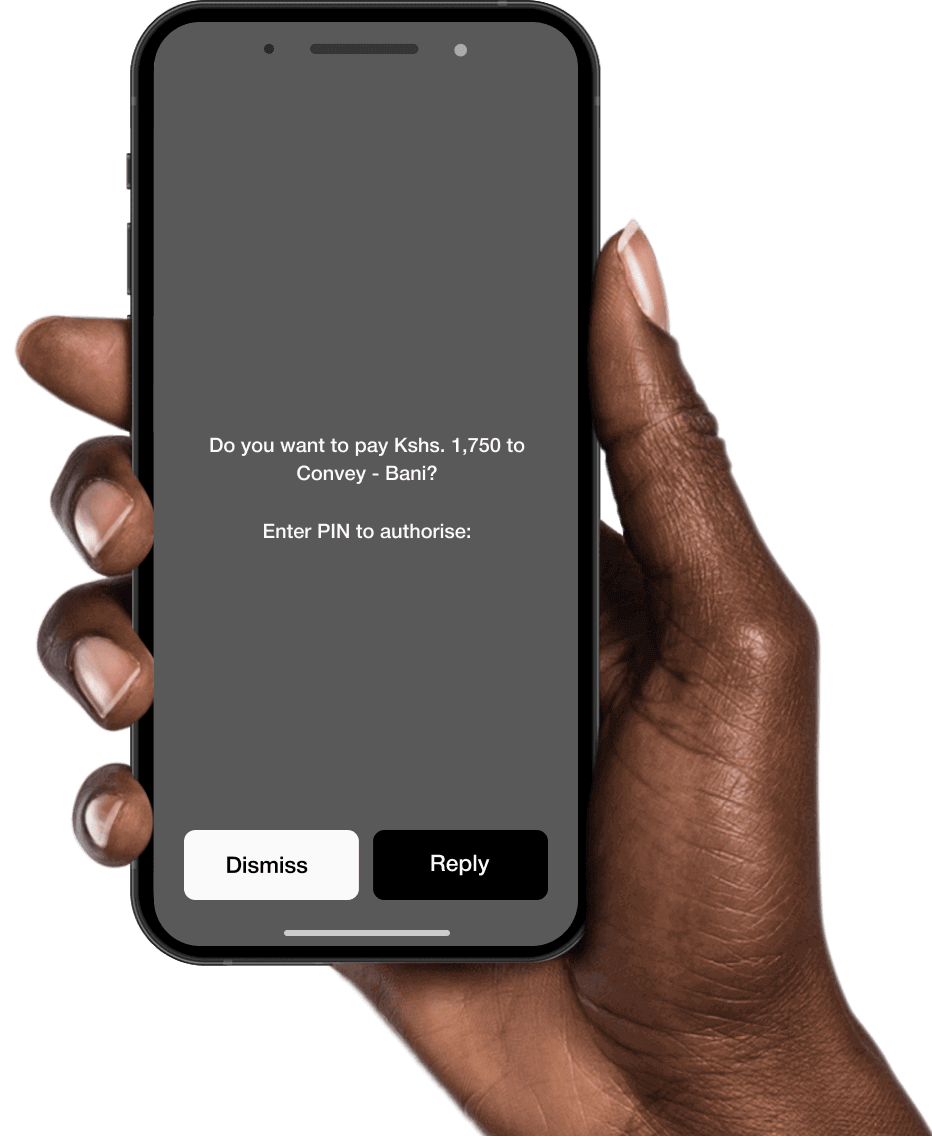 Do you want to pay Kshs. 1,750 to
Convey - Bani?
Enter PIN to authorise:
Dismiss
Reply